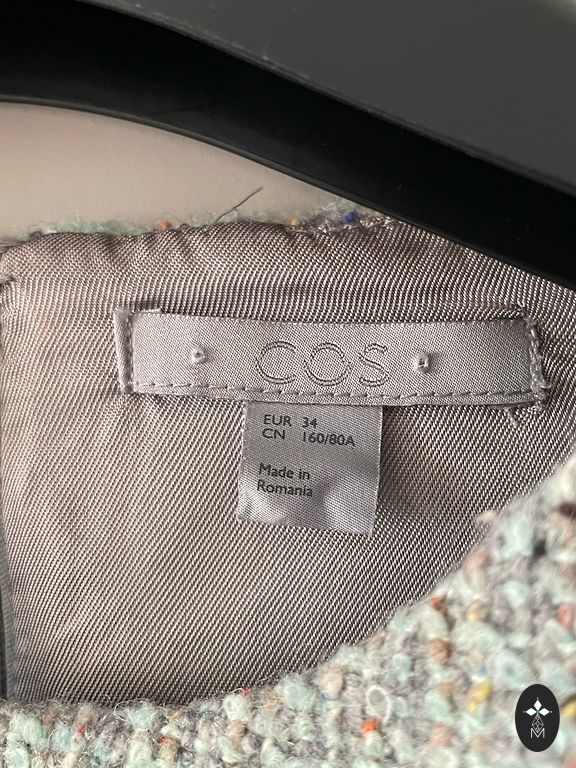 COS
EUR 34
CN 160/80A
Made in
Romania
M